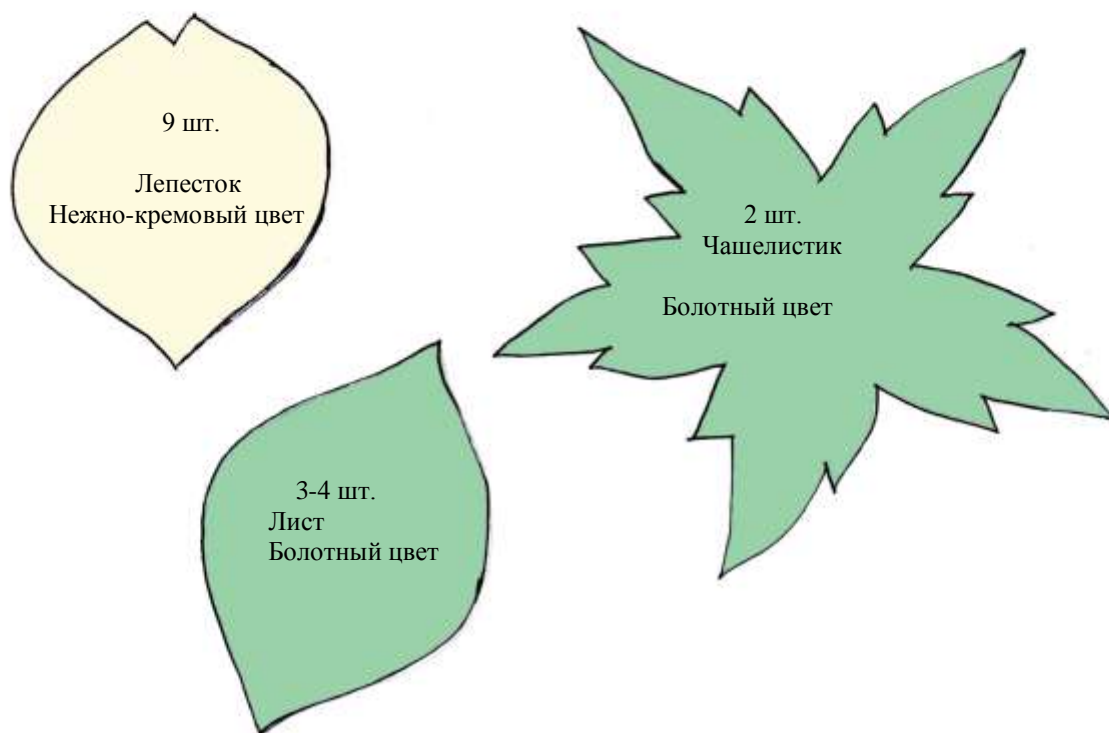 9 шт.
Лепесток
Нежно-кремовый цвет
2 шт.
Чашелистик
Болотный цвет
3-4 шт.
Лист
Болотный цвет